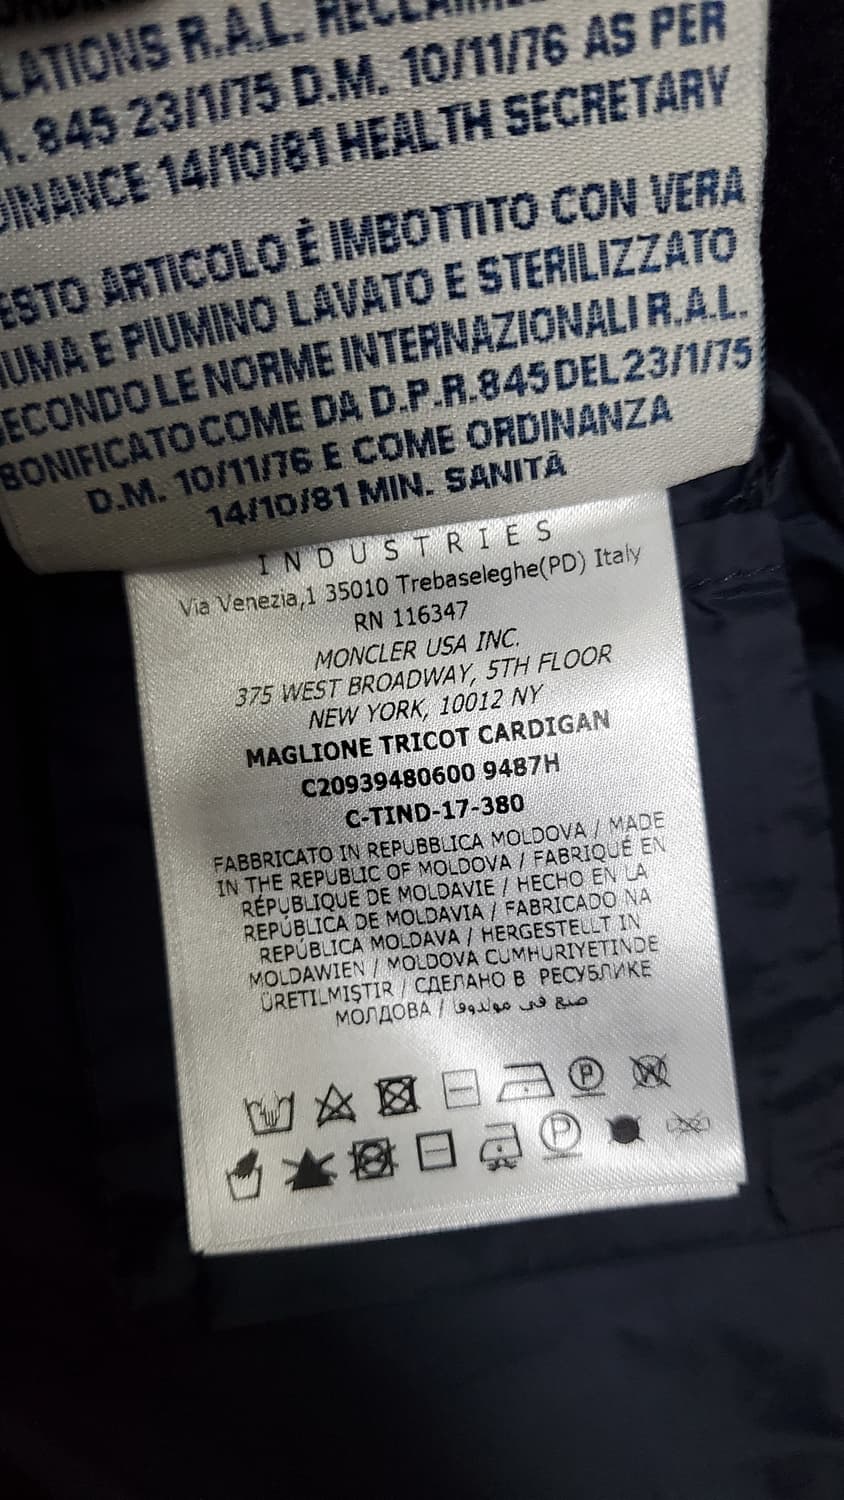 LATIONS R.A.L.
845 23/1/75 D.M. 10/11/76 AS PER
DINANCE 14/10/81 HEALTH SECRETARY
ESTO ARTICOLO È IMBOTTITO CON VERA
IUMA E PIUMINO LAVATO E STERILIZZATO
SECONDO LE NORME INTERNAZIONALI R.A.L.
BONIFICATO COME DA D.P.R.845 DEL 23/1/75
D.M. 10/11/76 E COME ORDINANZA
14/10/81 MIN. SANITÀ
INDUSTRIES
Via Venezia,1 35010 Trebaseleghe(PD) Italy
RN 116347
MONCLER USA INC.
375 WEST BROADWAY, 5TH FLOOR
NEW YORK, 10012 NY
MAGLIONE TRICOT CARDIGAN
C20939480600 9487H
C-TIND-17-380
FABBRICATO IN REPUBBLICA MOLDOVA / MADE
IN THE REPUBLIC OF MOLDOVA / FABRIQUÉ EN
RÉPUBLIQUE DE MOLDAVIE / HECHO EN LA
REPÚBLICA DE MOLDAVIA / FABRICADO NA
REPÚBLICA MOLDAVA / HERGESTELLT IN
MOLDAWIEN / MOLDOVA CUMHURIYETINDE
ÜRETILMIŞTIR / СДЕЛАНО В РЕСУБЛИКЕ
МОЛДОВА / صنع في مولدوفا
P
W
P